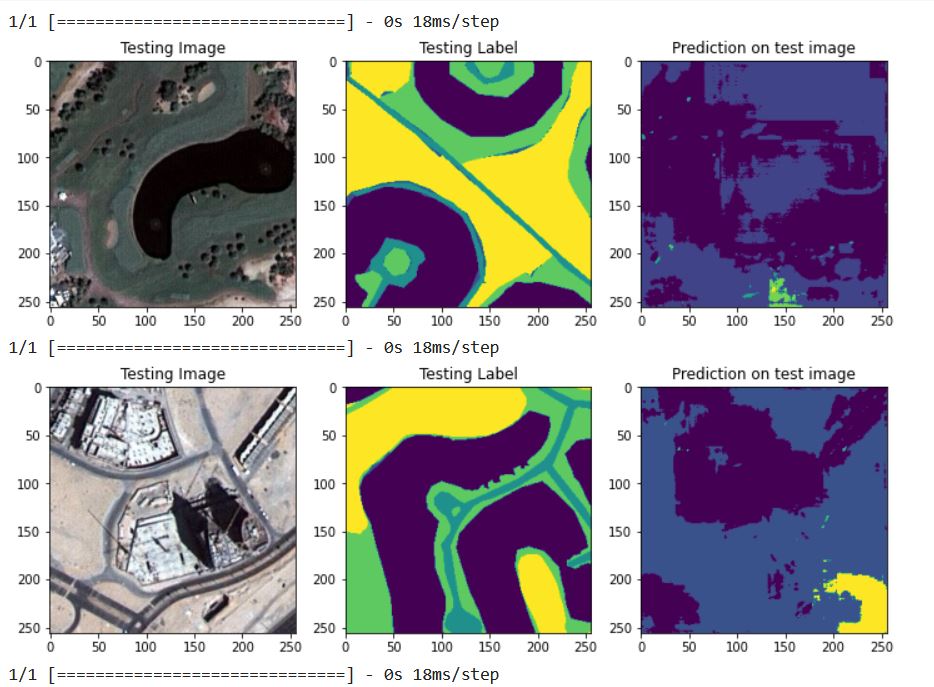 1/1 [==============================] - 0s 18ms/step
Testing Image Testing Label Prediction on test image
0 0 0
50 50 50
100 100 100
150 150 150
200 200 200
250 250 250
0 50 100 150 200 250 0 50 100 150 200 250 0 50 100 150 200 250
1/1 [==============================] - 0s 18ms/step
Testing Image Testing Label Prediction on test image
0 0 0
50 50 50
100 100 100
150 150 150
200 200 200
250 250 250
0 50 100 150 200 250 0 50 100 150 200 250 0 50 100 150 200 250
1/1 [==============================] - 0s 18ms/step